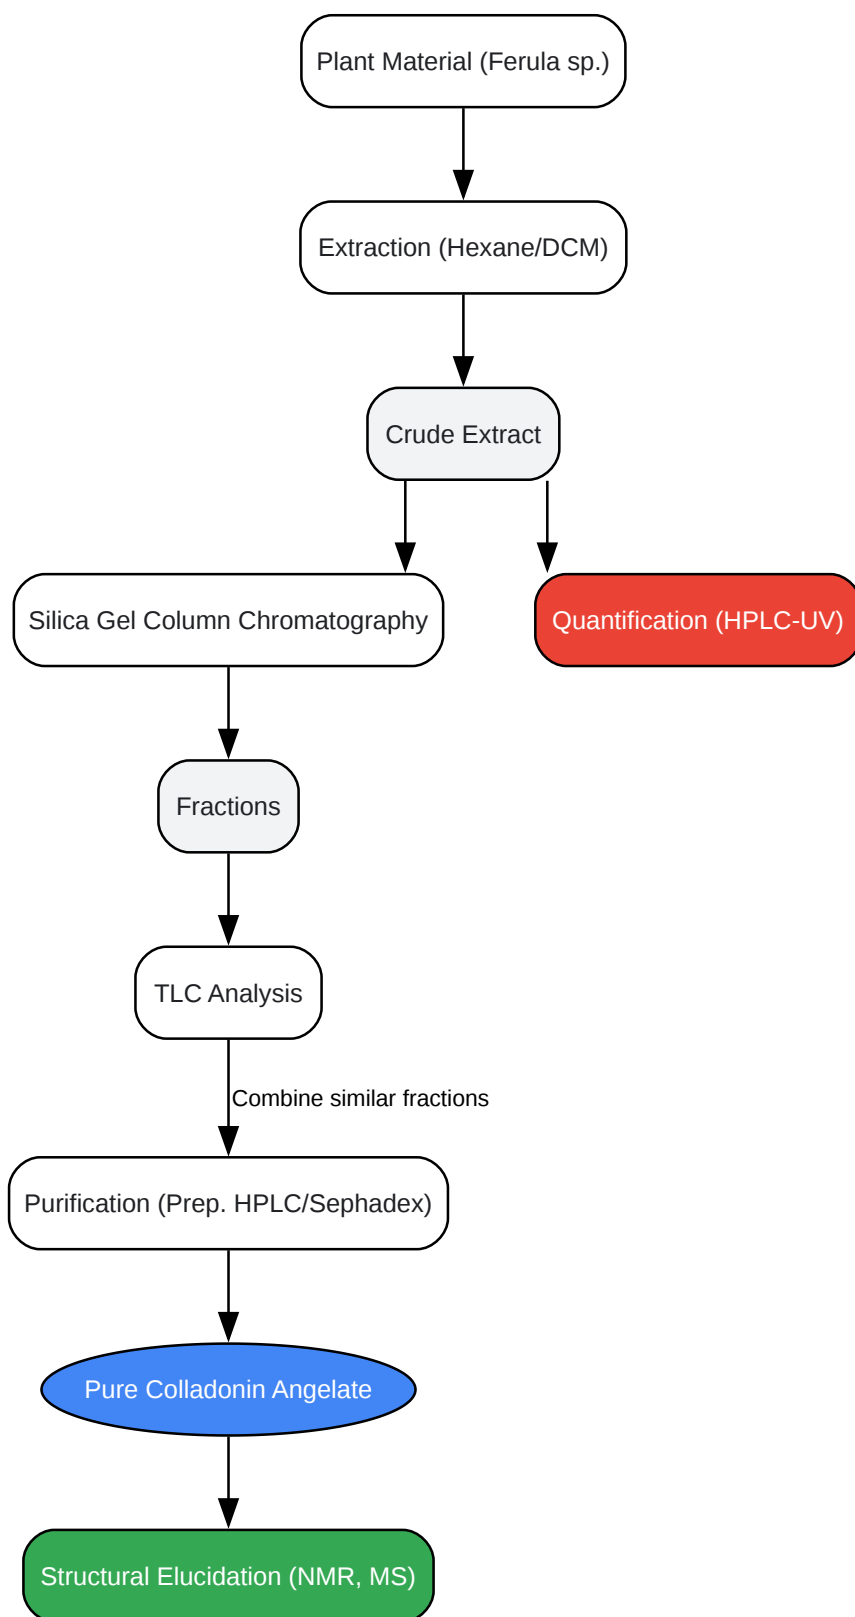 Plant Material (Ferula sp.)
Extraction (Hexane/DCM)
Crude Extract
Silica Gel Column Chromatography
Quantification (HPLC-UV)
Fractions
TLC Analysis
Combine similar fractions
Purification (Prep. HPLC/Sephadex)
Pure Colladonin Angelate
Structural Elucidation (NMR, MS)